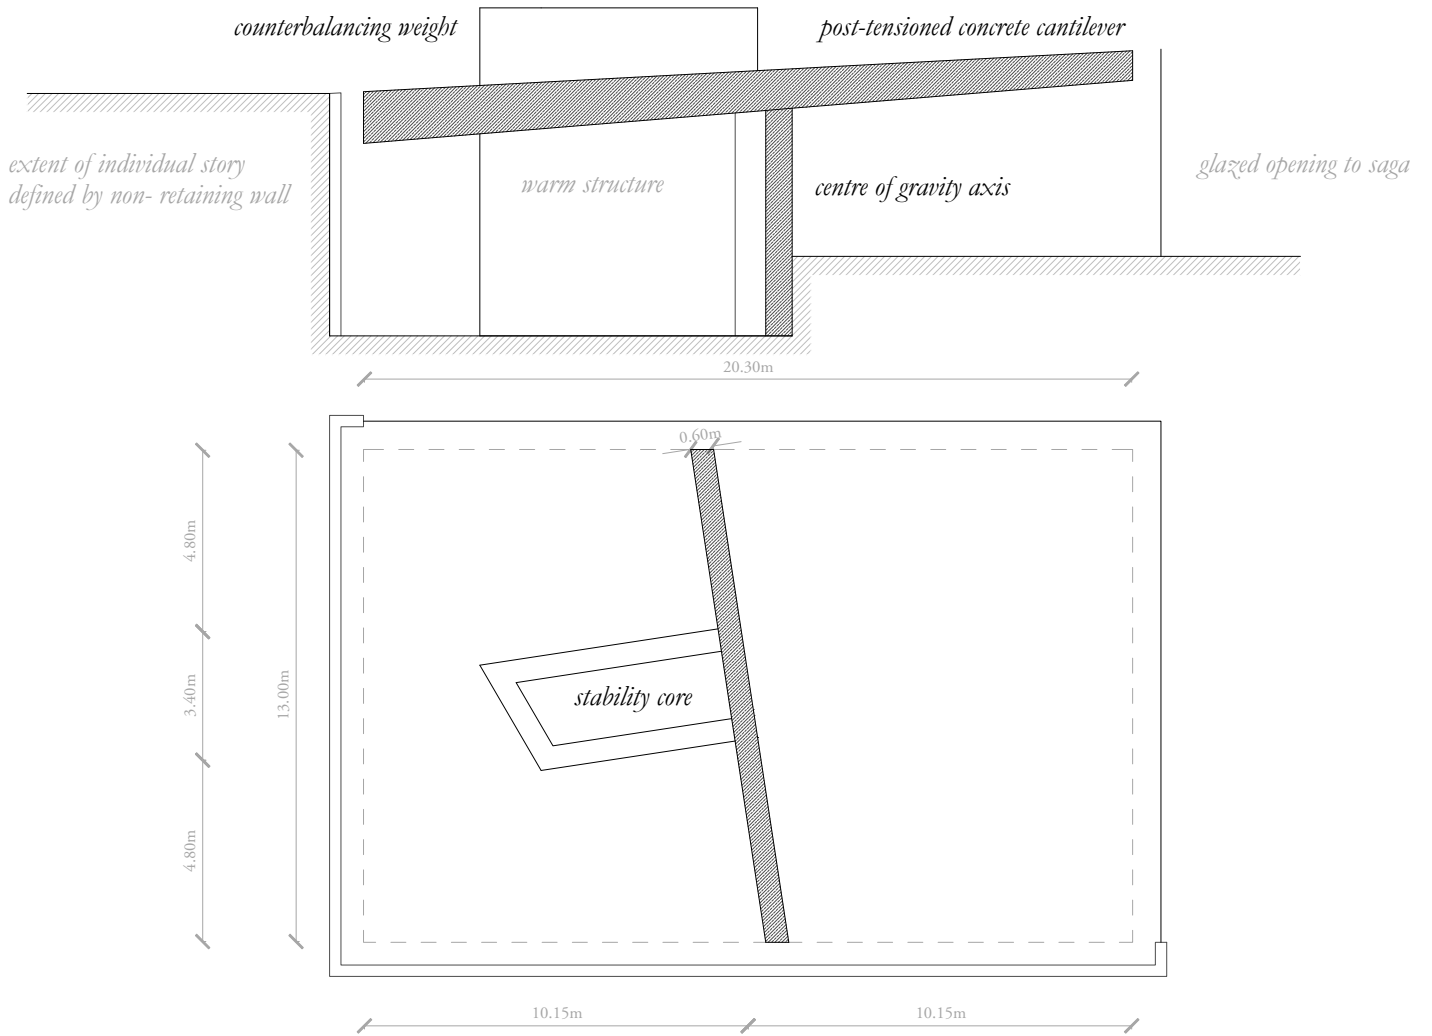 counterbalancing weight
post-tensioned concrete cantilever
extent of individual story
defined by non- retaining wall
warm structure
centre of gravity axis
glazed opening to saga
20.30m
0.60m
4.80m
3.40m
13.00m
stability core
4.80m
10.15m
10.15m